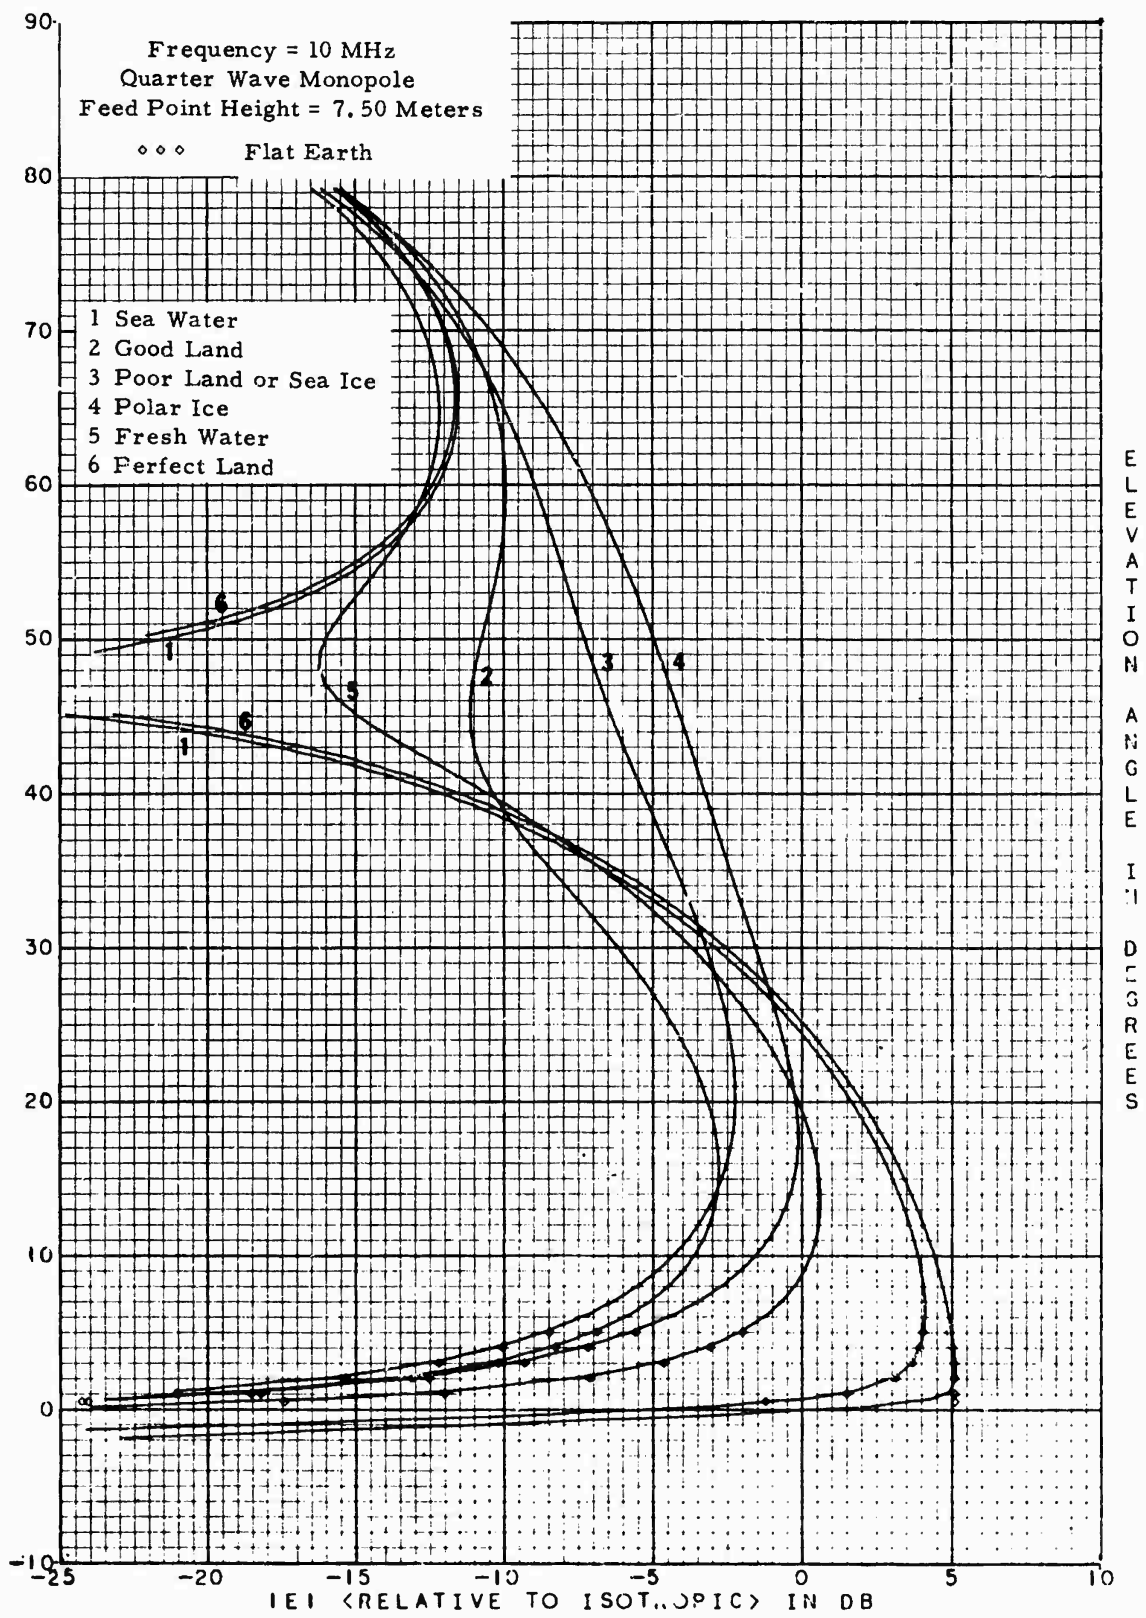 Frequency = 10 MHz
Quarter Wave Monopole
Feed Point Height = 7.50 Meters
Flat Earth
1 Sea Water
2 Good Land
3 Poor Land or Sea Ice
4 Polar Ice
5 Fresh Water
6 Perfect Land
90
80
70
60
50
40
30
20
10
0
-10
6
1
5
2
3
4
6
1
-25 -20 -15 -10 -5 0 5 10
|E| <RELATIVE TO IN DB
ELEVATION ANGLE